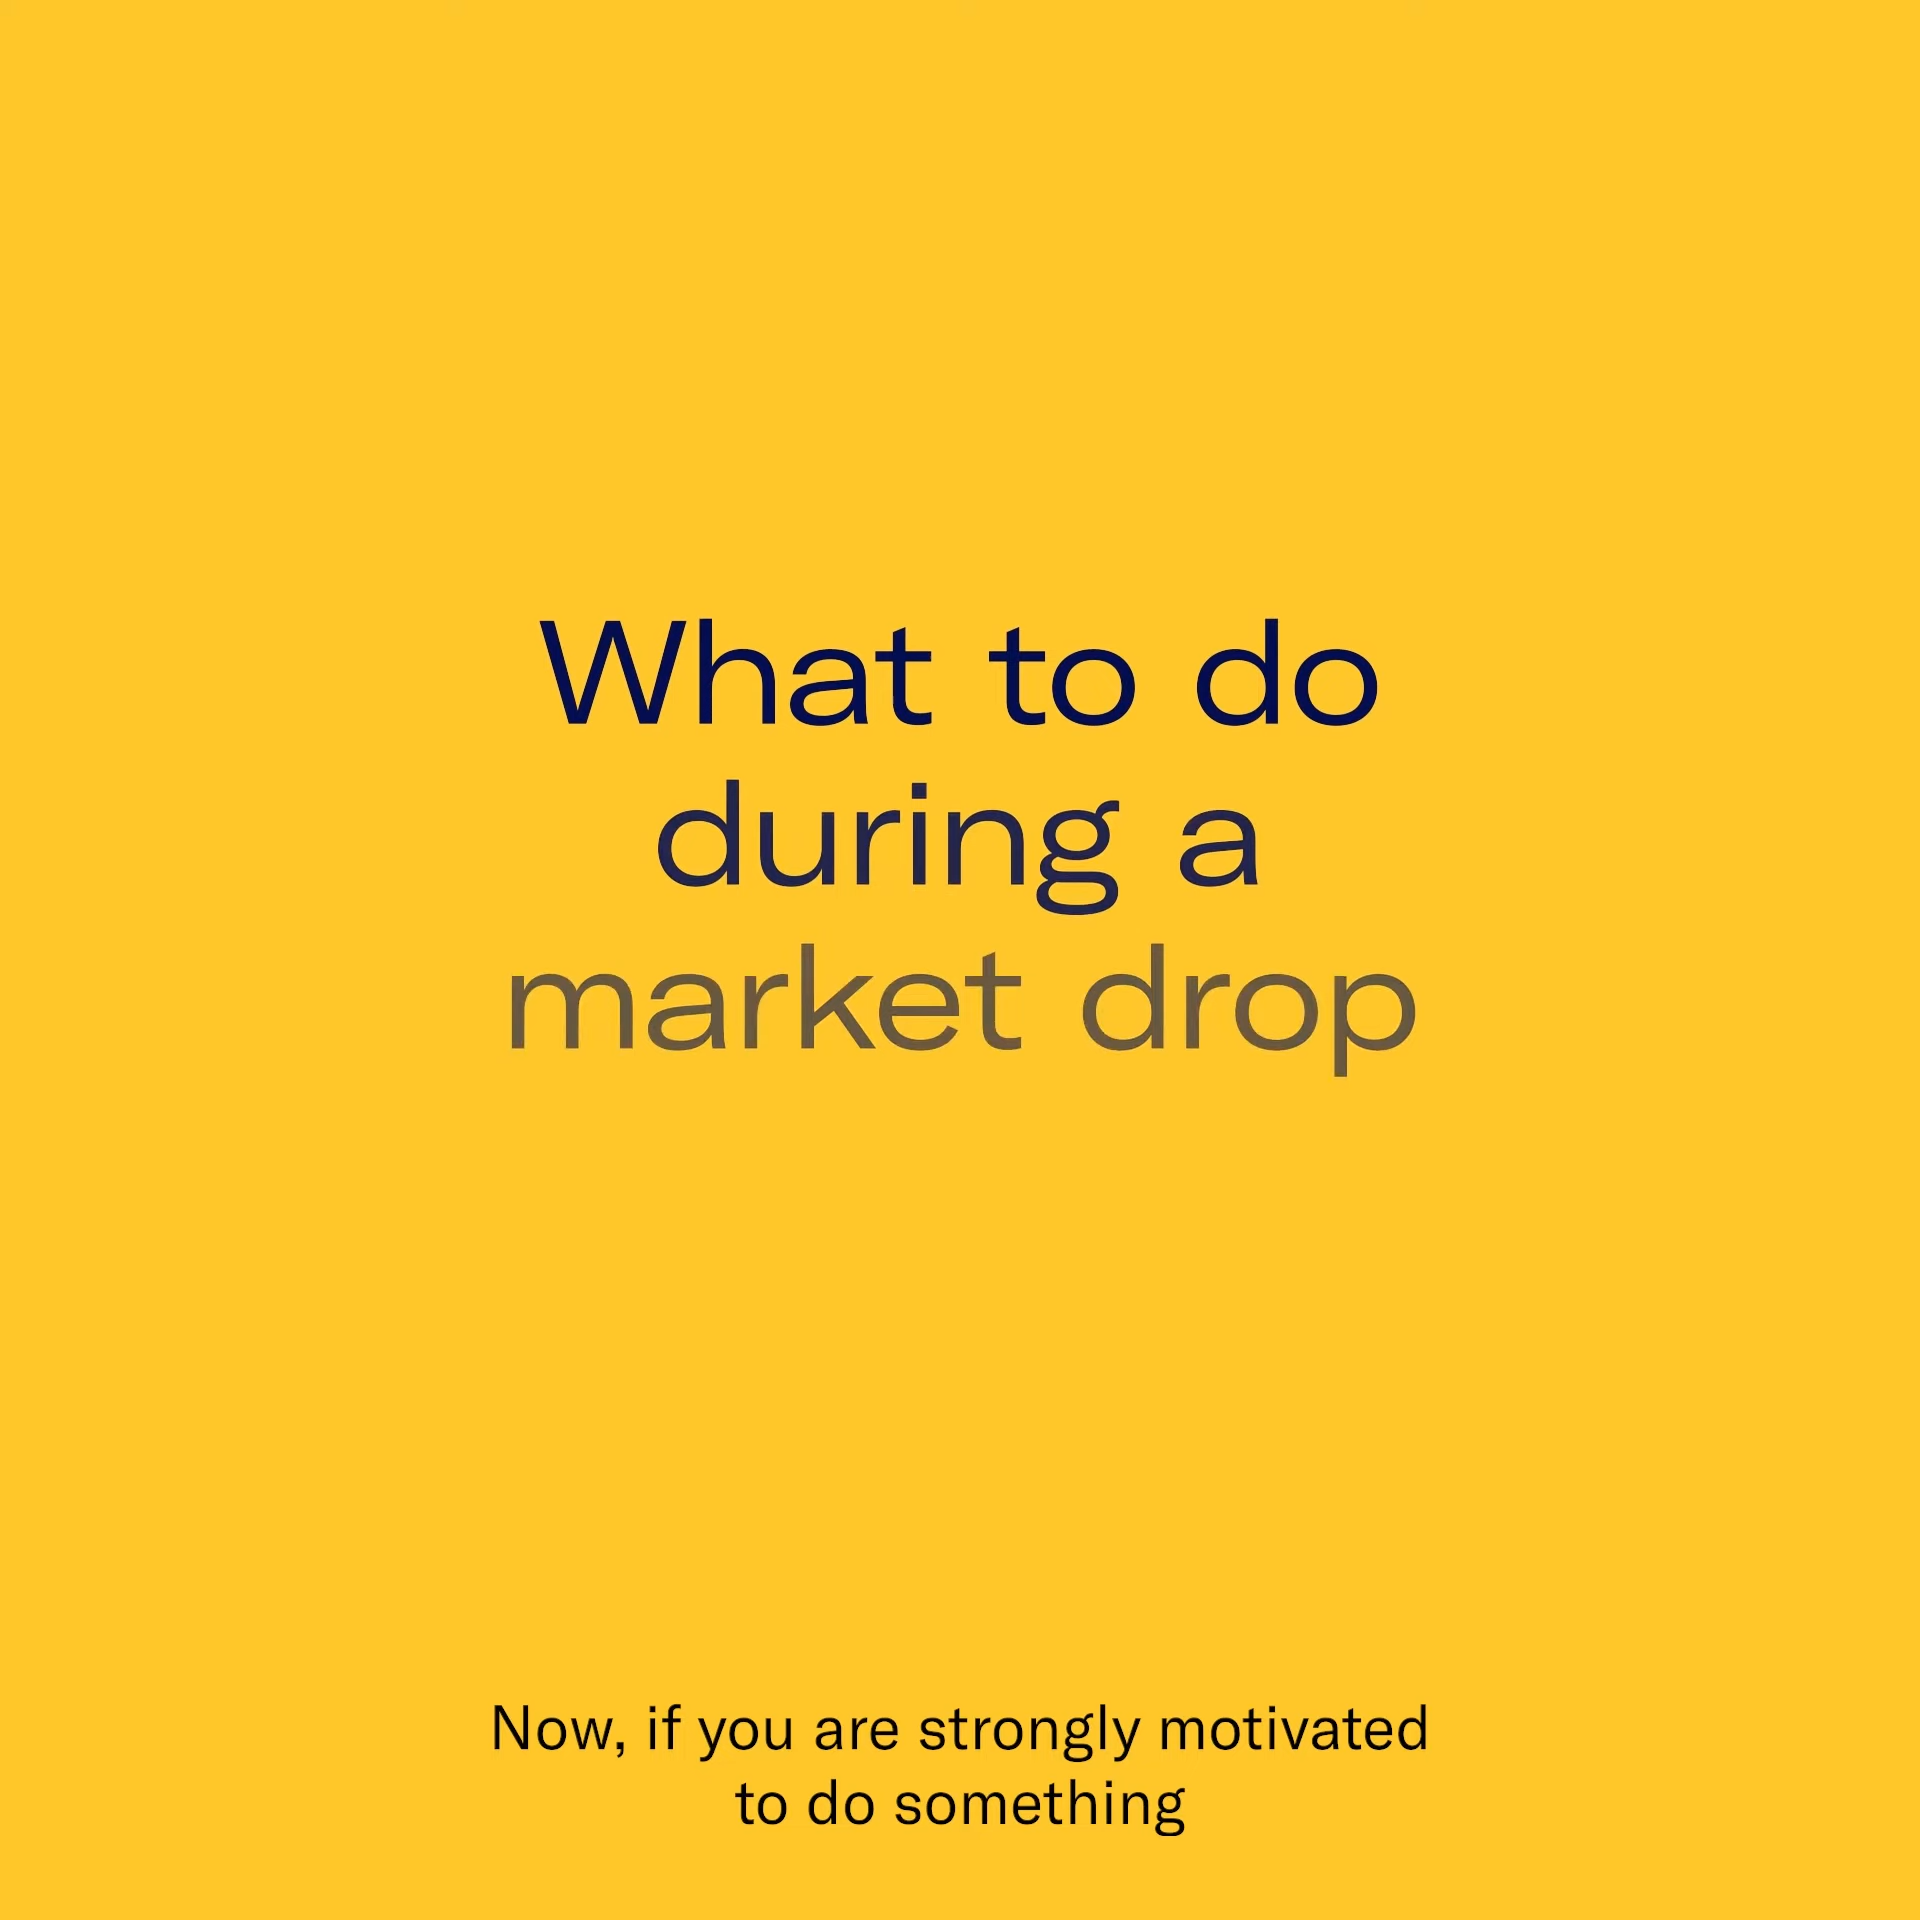 What to do
during a
market drop
Now, if you are strongly motivated
to do something